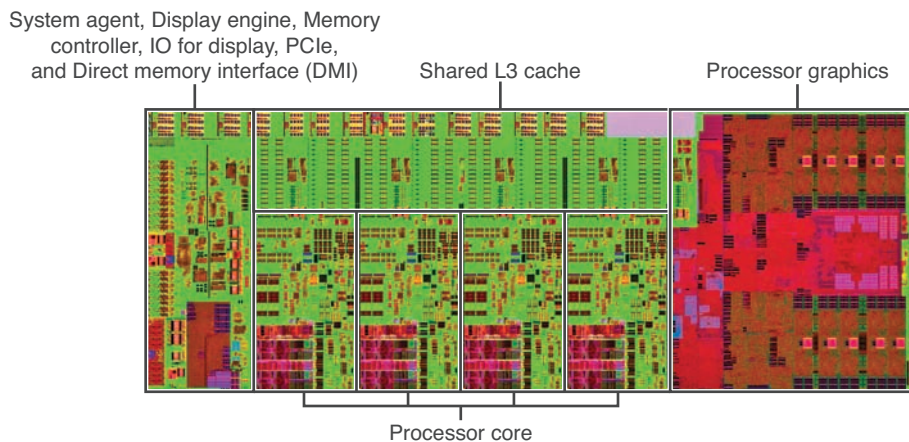 System agent, Display engine, Memory
controller, IO for display, PCIe,
and Direct memory interface (DMI)
Shared L3 cache
Processor graphics
Processor core